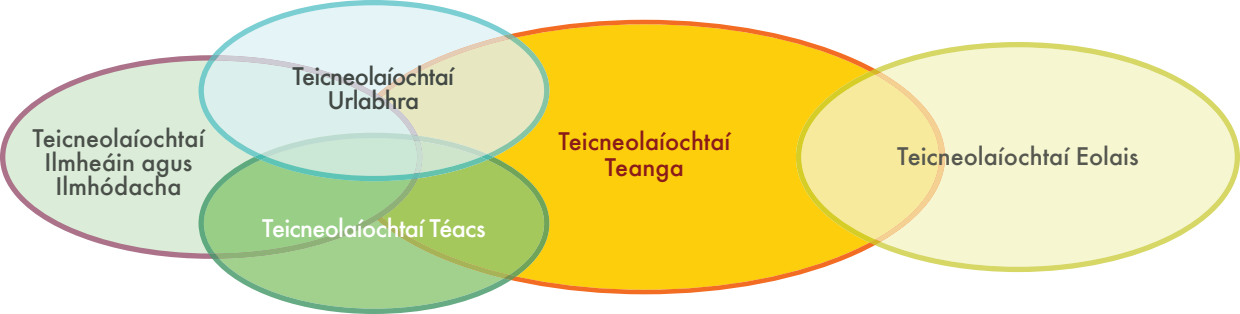 Teicneolaíochtaí
Urlabhra
Teicneolaíochtaí
Ilmheáin agus
Ilmhódacha
Teicneolaíochtaí Téacs
Teicneolaíochtaí
Teanga
Teicneolaíochtaí Eolais